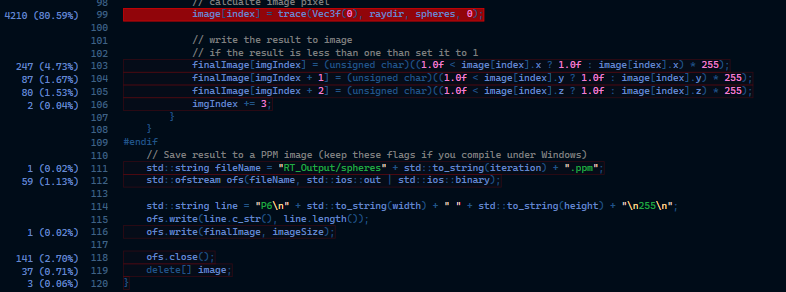 98 // calcualte image pixel
4210 (80.59%) 99 image[index] = trace(Vec3f(0), raydir, spheres, 0);
100
101 // write the result to image
102 // if the result is less than one than set it to 1
247 (4.73%) 103 finalImage[imgIndex] = (unsigned char)((1.0f < image[index].x ? 1.0f : image[index].x) * 255);
87 (1.67%) 104 finalImage[imgIndex + 1] = (unsigned char)((1.0f < image[index].y ? 1.0f : image[index].y) * 255);
80 (1.53%) 105 finalImage[imgIndex + 2] = (unsigned char)((1.0f < image[index].z ? 1.0f : image[index].z) * 255);
2 (0.04%) 106 imgIndex += 3;
107 }
108 }
109 #endif
110 // Save result to a PPM image (keep these flags if you compile under Windows)
1 (0.02%) 111 std::string fileName = "RT_Output/spheres" + std::to_string(iteration) + ".ppm";
59 (1.13%) 112 std::ofstream ofs(fileName, std::ios::out | std::ios::binary);
113
114 std::string line = "P6\n" + std::to_string(width) + " " + std::to_string(height) + "\n255\n";
115 ofs.write(line.c_str(), line.length());
1 (0.02%) 116 ofs.write(finalImage, imageSize);
117
141 (2.70%) 118 ofs.close();
37 (0.71%) 119 delete[] image;
3 (0.06%) 120 }